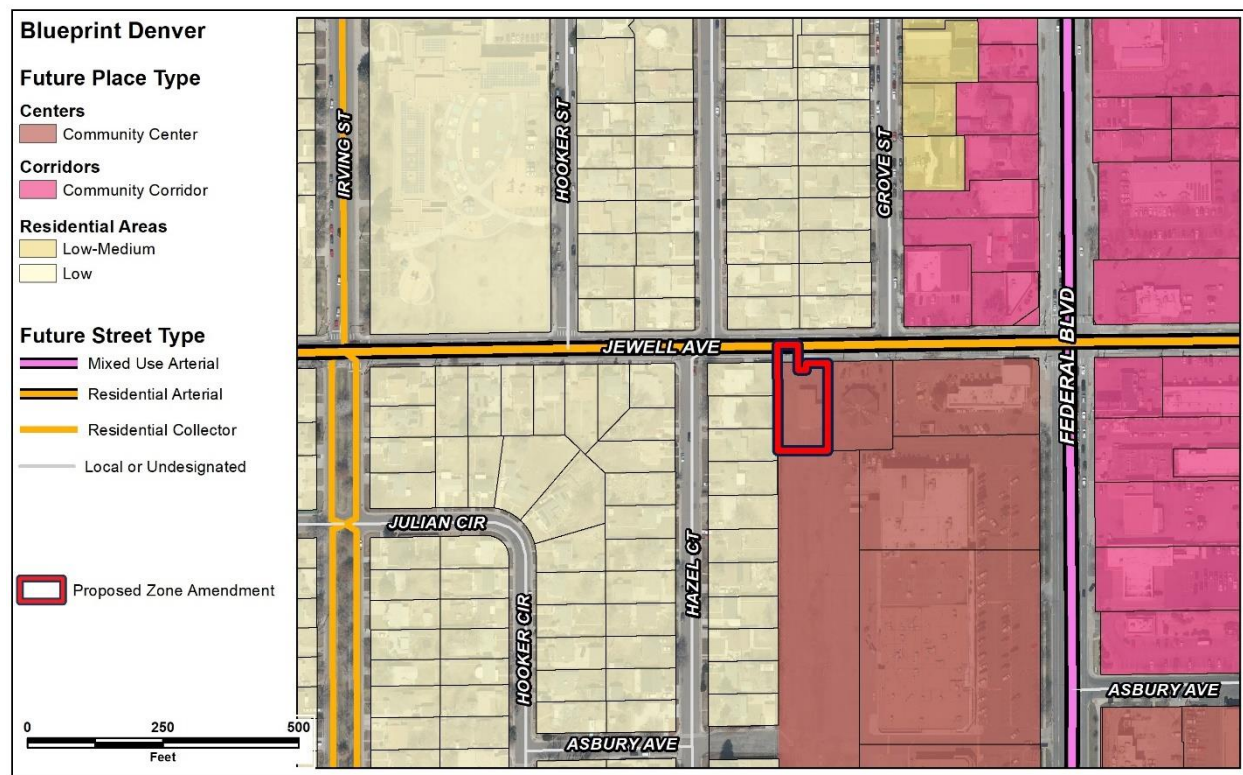 Blueprint Denver
Future Place Type
Centers
Community Center
Corridors
Community Corridor
Residential Areas
Low-Medium
Low
Future Street Type
Mixed Use Arterial
Residential Arterial
Residential Collector
Local or Undesignated
Proposed Zone Amendment
0 250 500
Feet
IRVING ST
HOOKER ST
GROVE ST
FEDERAL BLVD
JEWELL AVE
JULIAN CIR
HOOKER CIR
HAZEL CT
ASBURY AVE
ASBURY AVE